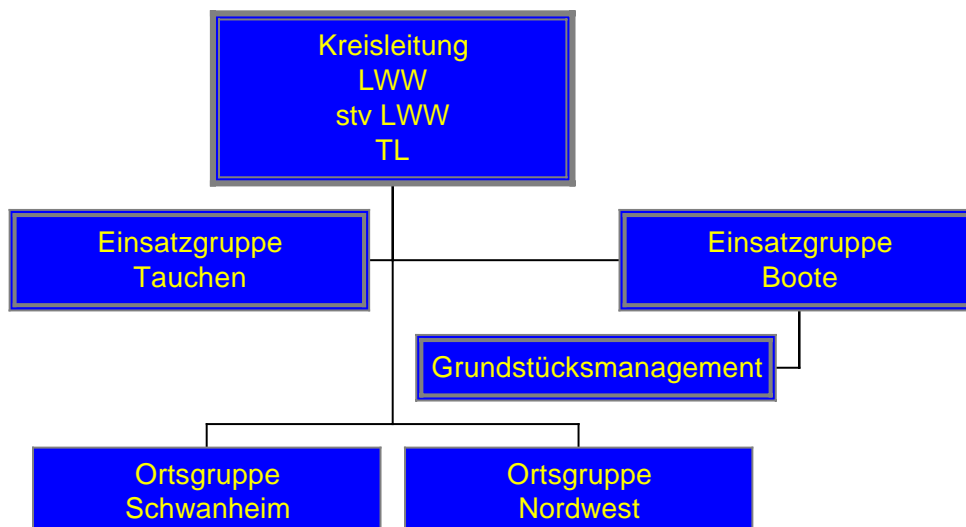 Kreisleitung
LWW
stv LWW
TL
Einsatzgruppe
Tauchen
Einsatzgruppe
Boote
Grundstücksmanagement
Ortsgruppe
Schwanheim
Ortsgruppe
Nordwest